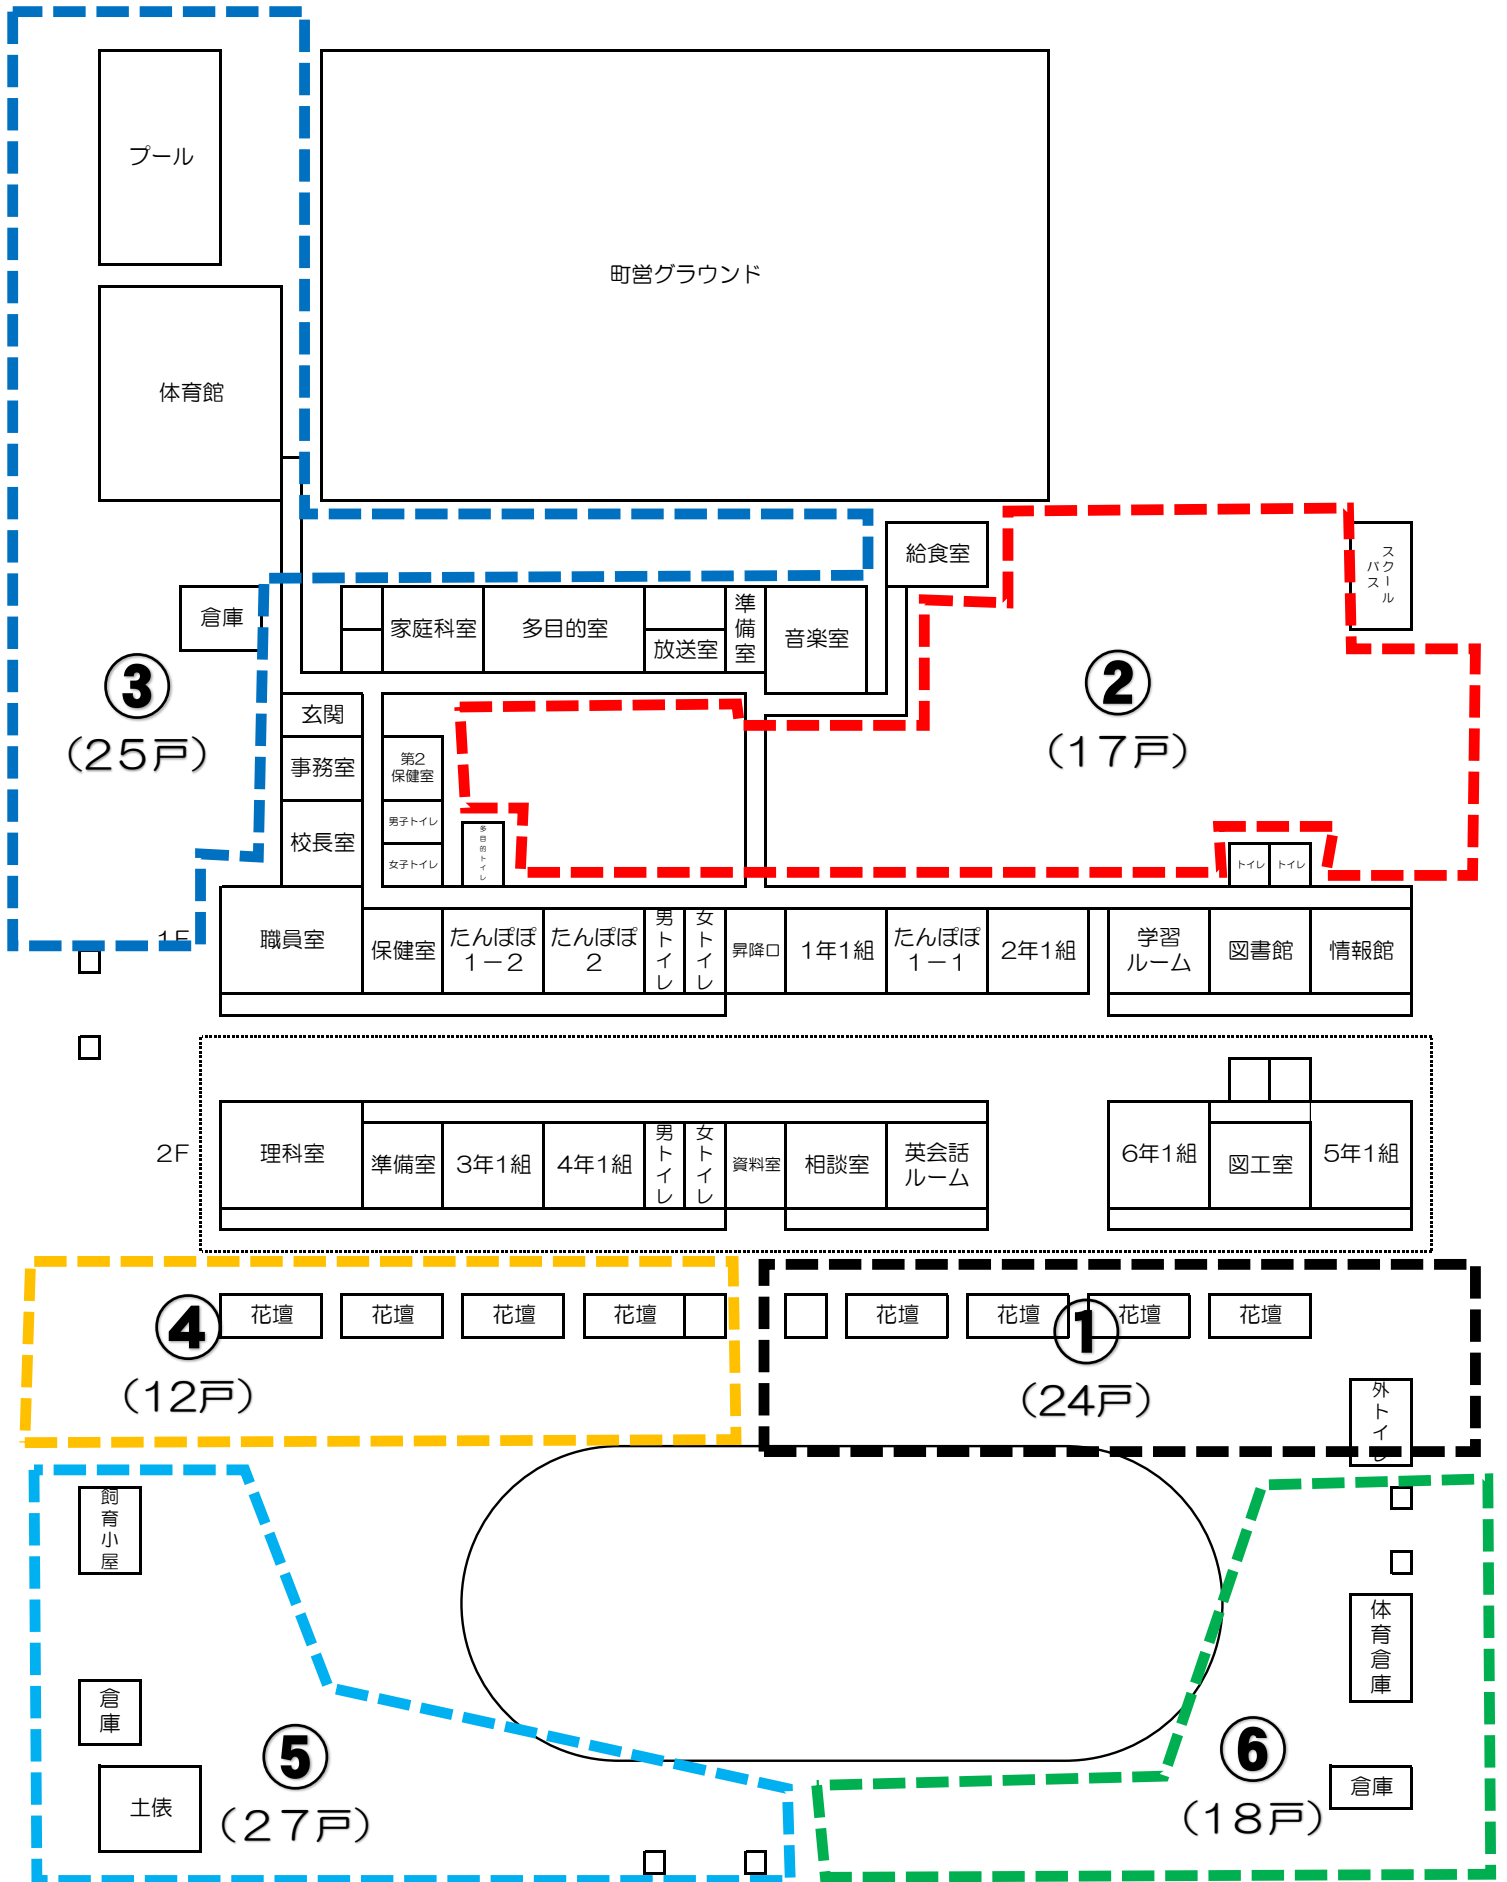 プール
町営グラウンド
体育館
給食室
スクール
バス
倉庫
家庭科室
多目的室
放送室
準備室
音楽室
③
（25戸）
②
（17戸）
玄関
事務室
第2
保健室
校長室
男子トイレ
女子トイレ
多目的トイレ
トイレ
トイレ
1F
職員室
保健室
たんぽぽ
1－2
たんぽぽ
2
男トイレ
女トイレ
昇降口
1年1組
たんぽぽ
1－1
2年1組
学習
ルーム
図書館
情報館
2F
理科室
準備室
3年1組
4年1組
男トイレ
女トイレ
資料室
相談室
英会話
ルーム
6年1組
図工室
5年1組
④
（12戸）
花壇
花壇
花壇
花壇
花壇
花壇
①
花壇
花壇
（24戸）
外トイレ
飼育小屋
体育倉庫
倉庫
⑤
（27戸）
土俵
⑥
（18戸）
倉庫